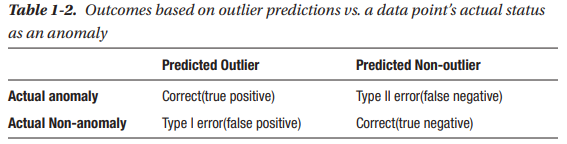 Table 1-2. Outcomes based on outlier predictions vs. a data point's actual status
as an anomaly
Predicted Outlier Predicted Non-outlier
Actual anomaly Correct(true positive) Type II error(false negative)
Actual Non-anomaly Type I error(false positive) Correct(true negative)